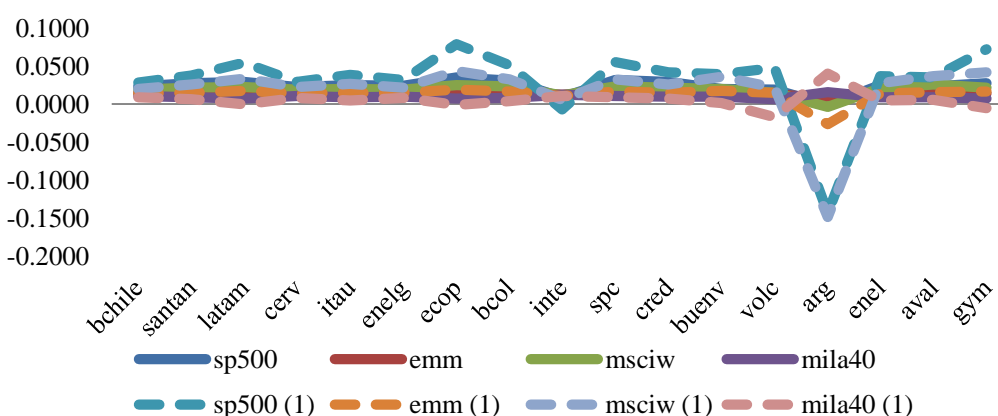 0.1000
0.0500
0.0000
-0.0500
-0.1000
-0.1500
-0.2000
bchile santan latam cerv itau enelg ecop bcol inte spc cred buenv volc arg enel aval gym
sp500 emm msciw mila40
sp500 (1) emm (1) msciw (1) mila40 (1)